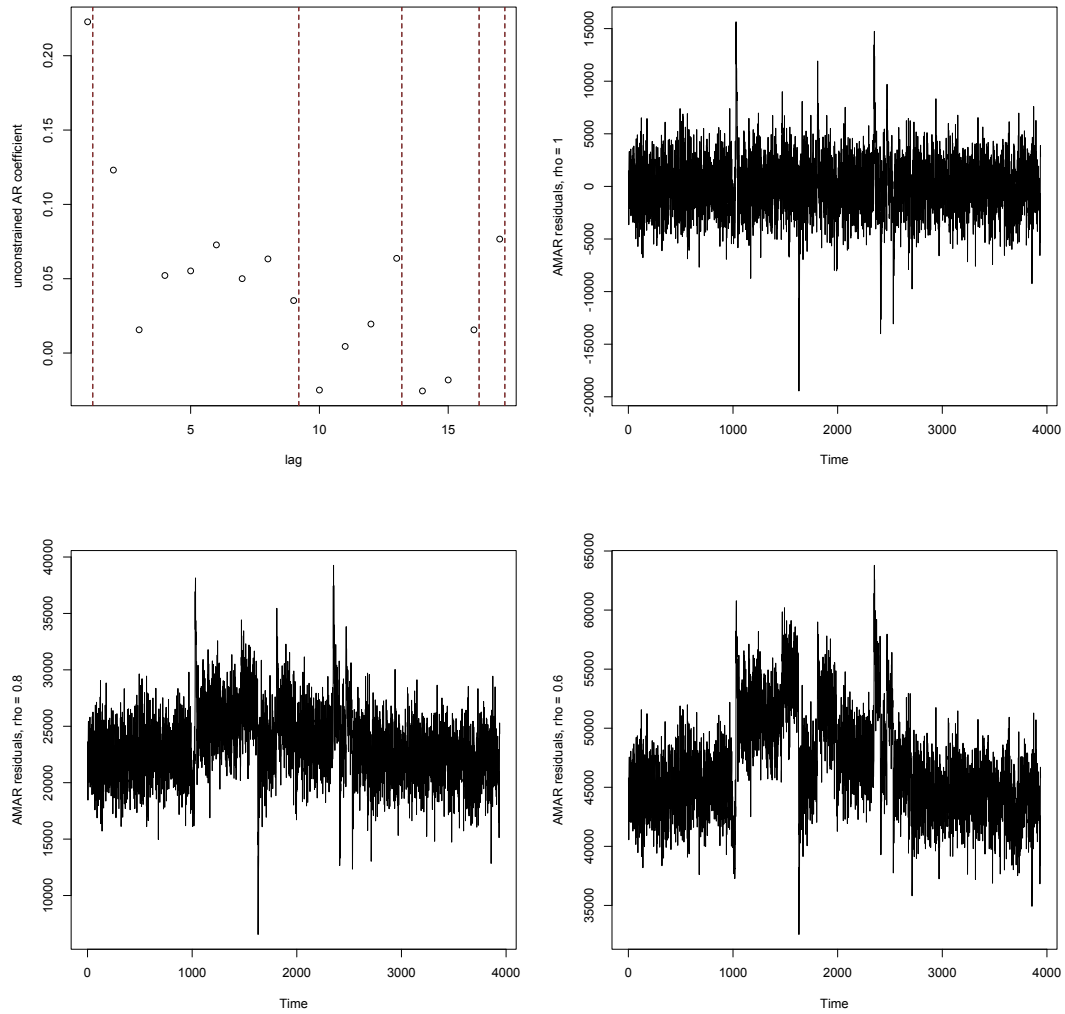 unconstrained AR coefficient
0.00 0.05 0.10 0.15 0.20
5 10 15
lag
AMAR residuals, rho = 1
-20000 -15000 -10000 -5000 0 5000 10000 15000
0 1000 2000 3000 4000
Time
AMAR residuals, rho = 0.8
10000 15000 20000 25000 30000 35000 40000
0 1000 2000 3000 4000
Time
AMAR residuals, rho = 0.6
35000 40000 45000 50000 55000 60000 65000
0 1000 2000 3000 4000
Time